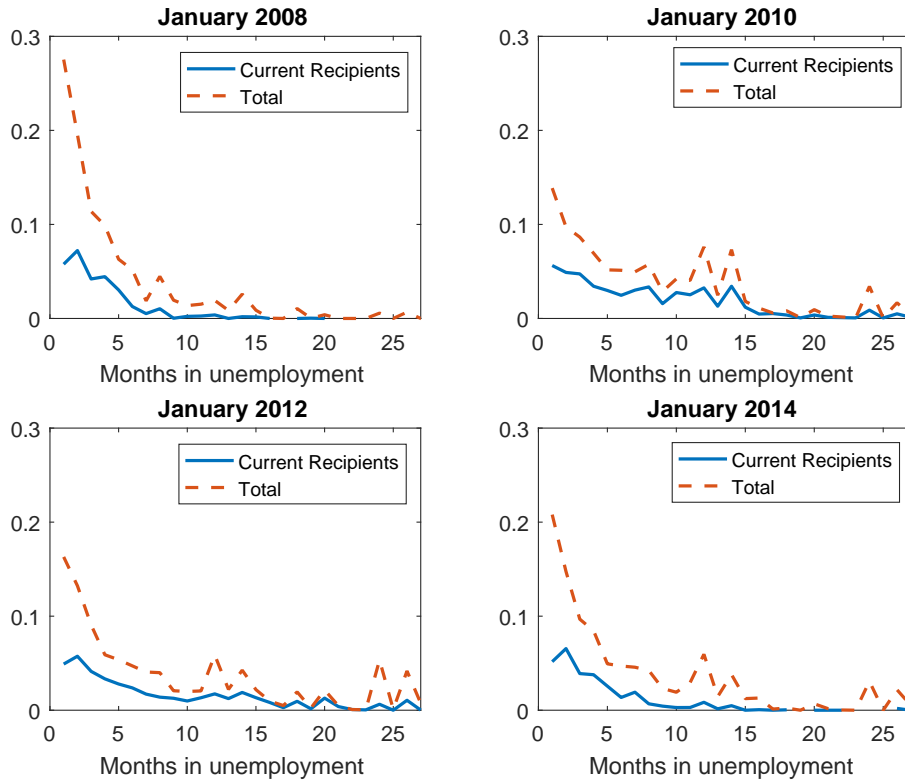 January 2008
0.3
0.2
0.1
0
Current Recipients
Total
0 5 10 15 20 25
Months in unemployment
January 2010
0.3
0.2
0.1
0
Current Recipients
Total
0 5 10 15 20 25
Months in unemployment
January 2012
0.3
0.2
0.1
0
Current Recipients
Total
0 5 10 15 20 25
Months in unemployment
January 2014
0.3
0.2
0.1
0
Current Recipients
Total
0 5 10 15 20 25
Months in unemployment